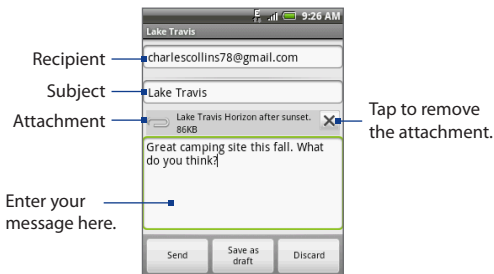 E
9:26 AM
Lake Travis
Recipient
charlescollins78@gmail.com
Subject
Lake Travis
Attachment
Lake Travis Horizon after sunset.
86KB
Tap to remove
the attachment.
Great camping site this fall. What
do you think?
Enter your
message here.
Send
Save as
draft
Discard